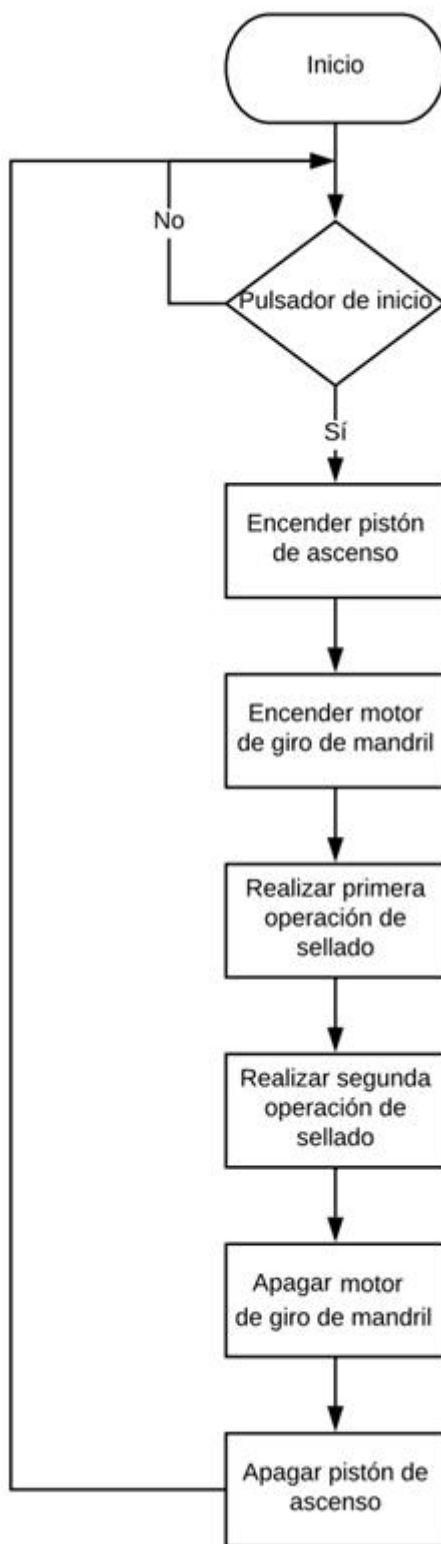 Inicio
No
Pulsador de inicio
Sí
Encender pistón
de ascenso
Encender motor
de giro de mandril
Realizar primera
operación de
sellado
Realizar segunda
operación de
sellado
Apagar motor
de giro de mandril
Apagar pistón de
ascenso